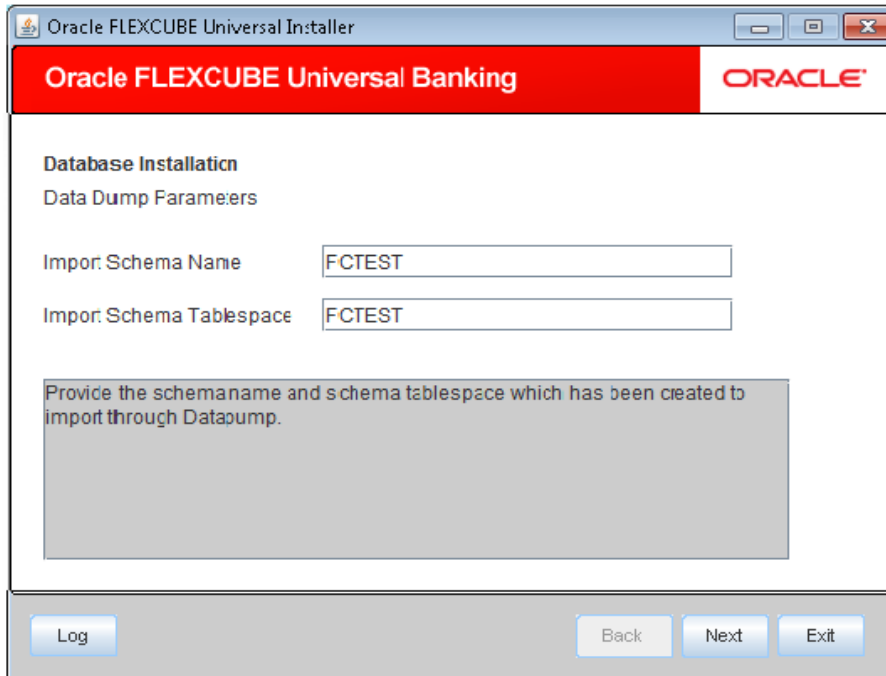 Oracle FLEXCUBE Universal Installer
Oracle FLEXCUBE Universal Banking
ORACLE
Database Installation
Data Dump Parameters
Import Schema Name
FCTEST
Import Schema Tablespace
FCTEST
Provide the schemaname and schema tablespace which has been created to
import through Datapump.
Log
Back
Next
Exit